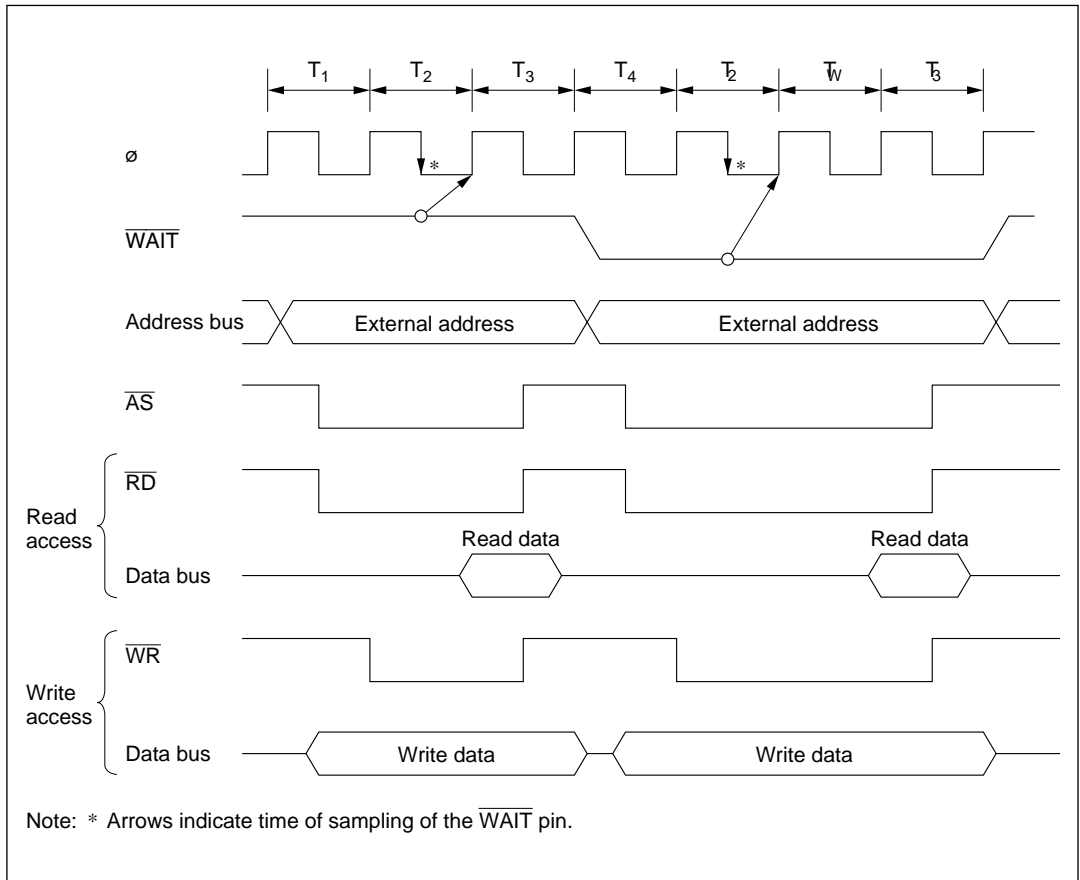 T1 T2 T3 T4 T2 TW T3
ø
*
*
WAIT
Address bus
External address
External address
AS
Read access
RD
Read data
Read data
Data bus
Write access
WR
Data bus
Write data
Write data
Note: * Arrows indicate time of sampling of the WAIT pin.